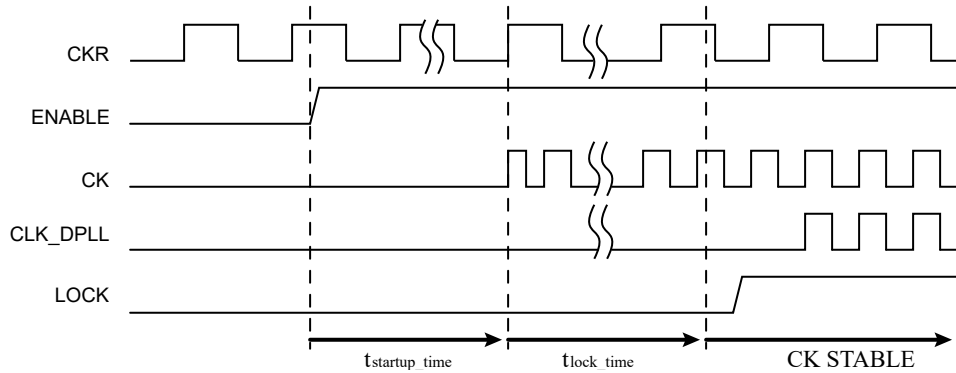 CKR
ENABLE
CK
CLK_DPLL
LOCK
tstartup_time
tlock_time
CK STABLE